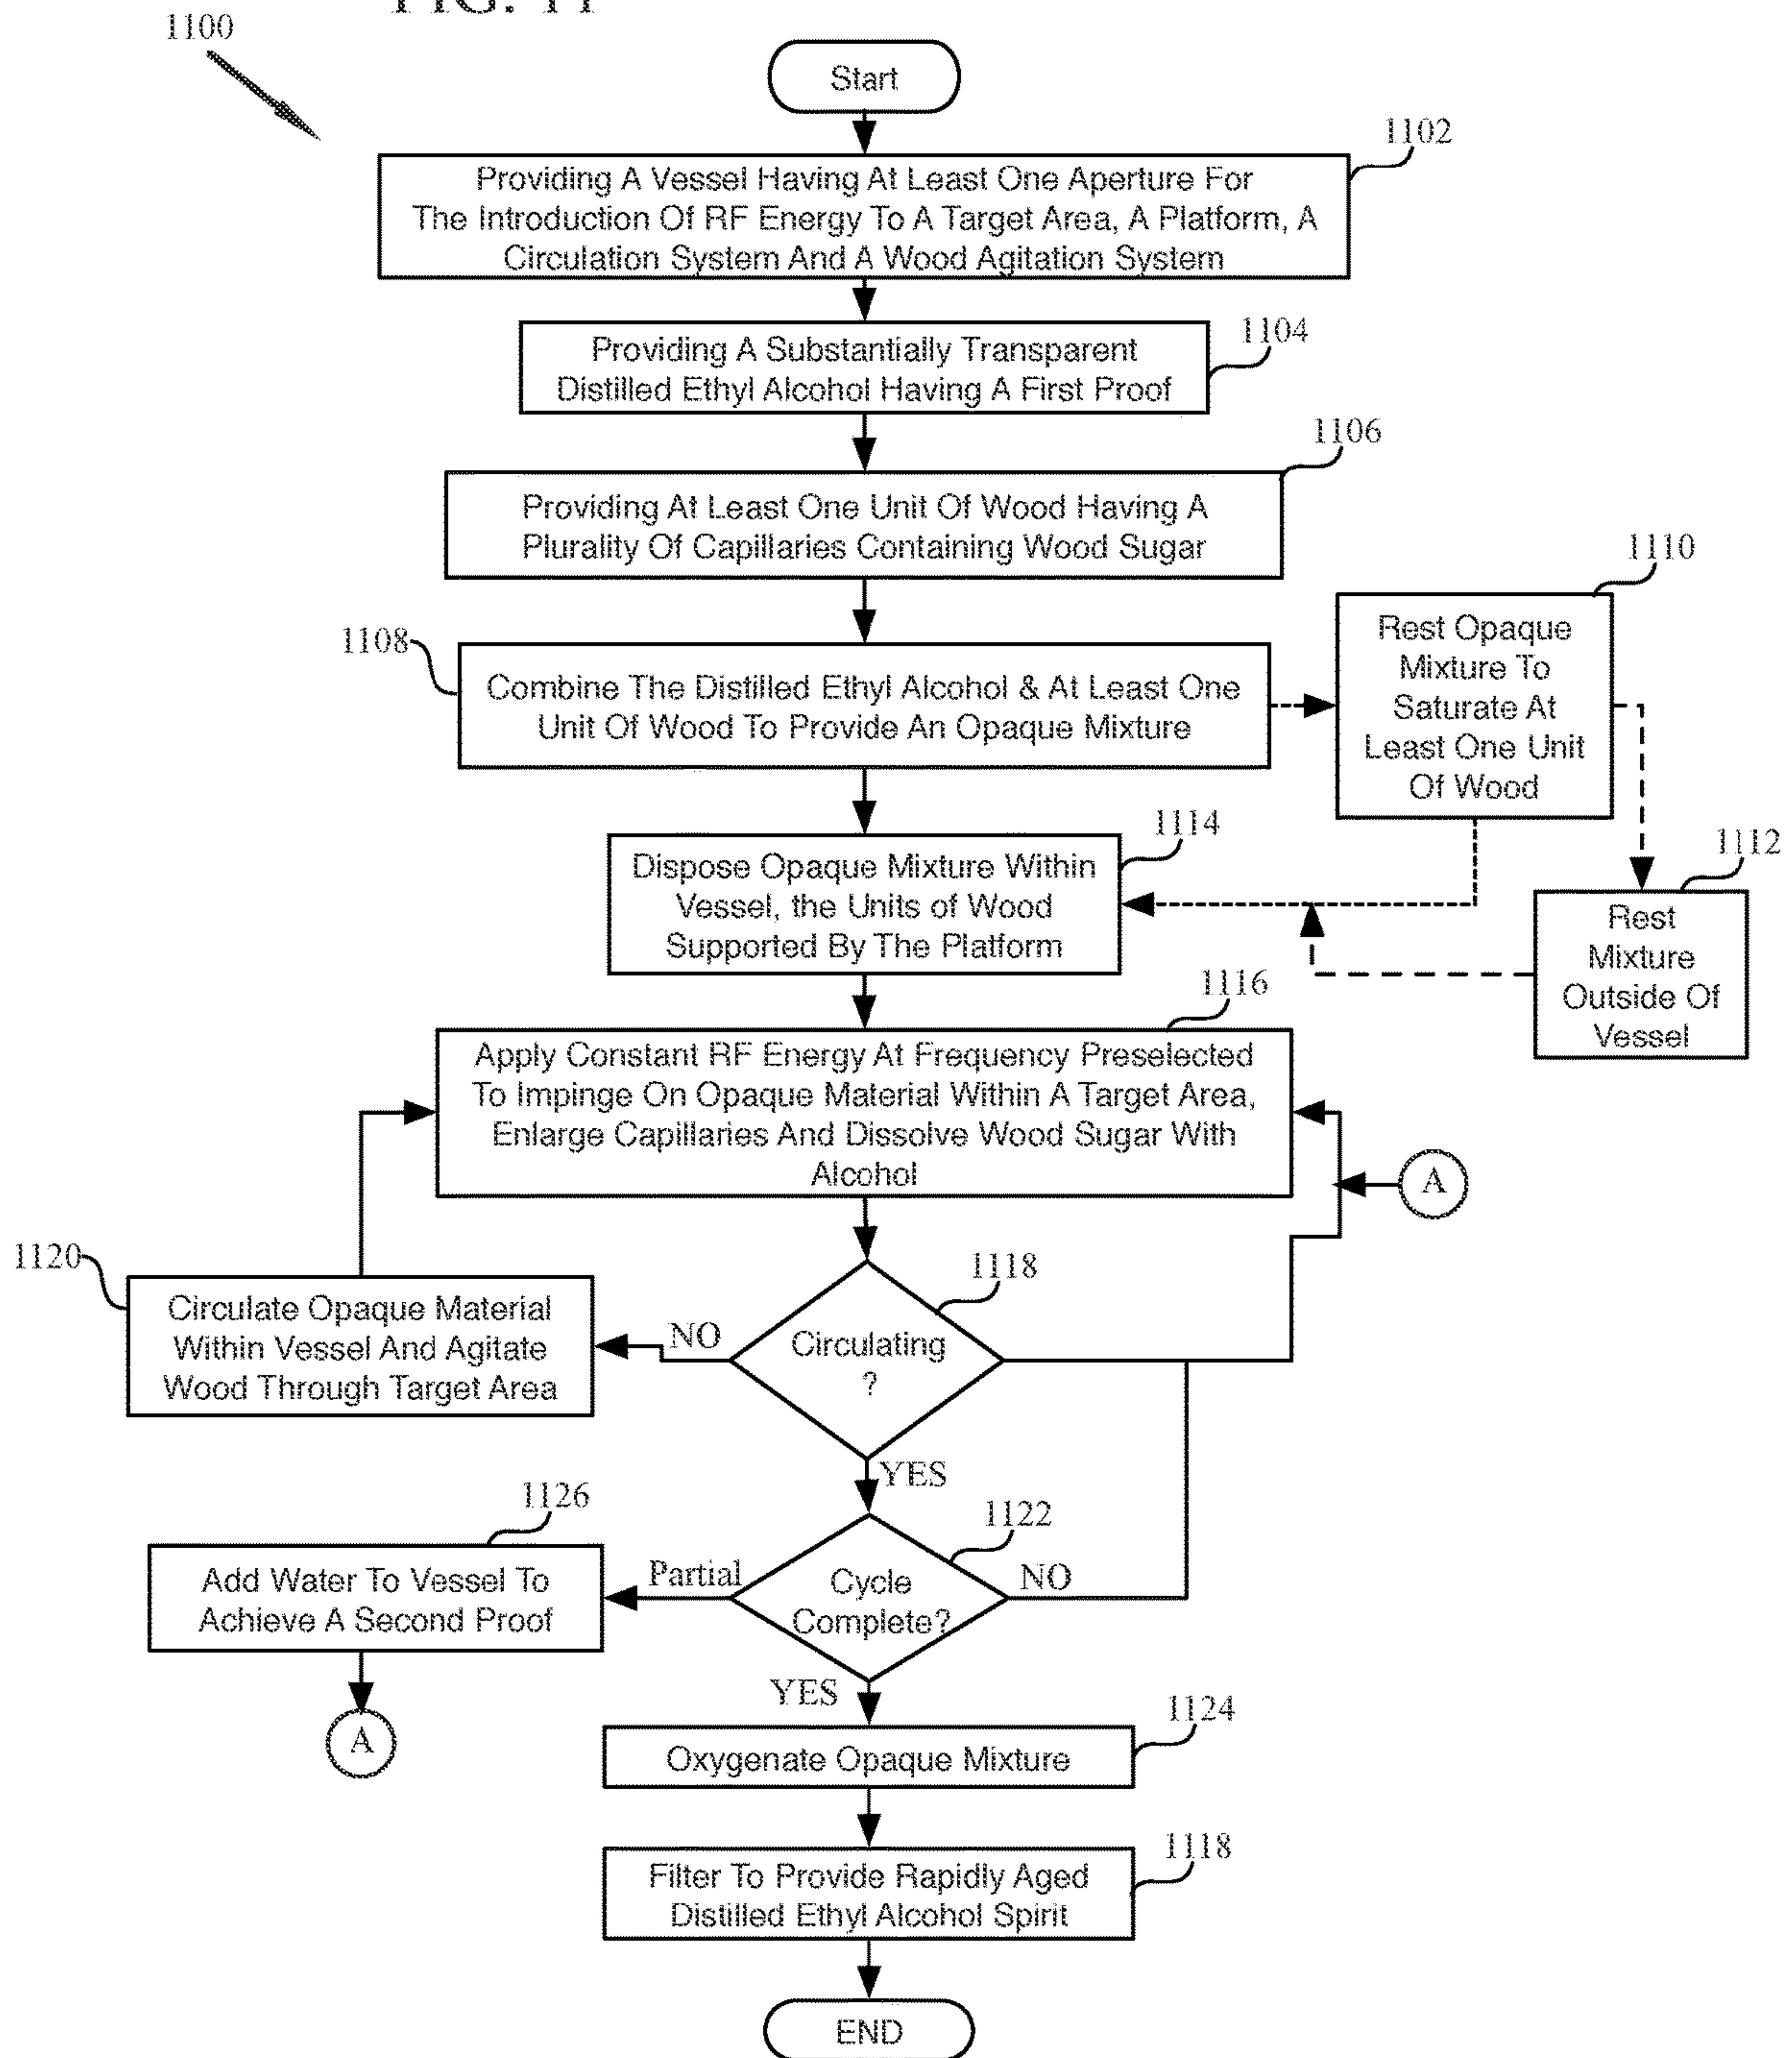 FIG. 11
1100
Start
1102
Providing A Vessel Having At Least One Aperture For
The Introduction Of RF Energy To A Target Area, A Platform, A
Circulation System And A Wood Agitation System
1104
Providing A Substantially Transparent
Distilled Ethyl Alcohol Having A First Proof
1106
Providing At Least One Unit Of Wood Having A
Plurality Of Capillaries Containing Wood Sugar
1108
Combine The Distilled Ethyl Alcohol & At Least One
Unit Of Wood To Provide An Opaque Mixture
1110
Rest Opaque
Mixture To
Saturate At
Least One Unit
Of Wood
1112
Rest
Mixture
Outside Of
Vessel
1114
Dispose Opaque Mixture Within
Vessel, the Units of Wood
Supported By The Platform
1116
Apply Constant RF Energy At Frequency Preselected
To Impinge On Opaque Material Within A Target Area,
Enlarge Capillaries And Dissolve Wood Sugar With
Alcohol
A
1118
Circulating
?
NO
YES
1120
Circulate Opaque Material
Within Vessel And Agitate
Wood Through Target Area
1122
Cycle
Complete?
Partial
NO
YES
1126
Add Water To Vessel To
Achieve A Second Proof
A
1124
Oxygenate Opaque Mixture
1118
Filter To Provide Rapidly Aged
Distilled Ethyl Alcohol Spirit
END